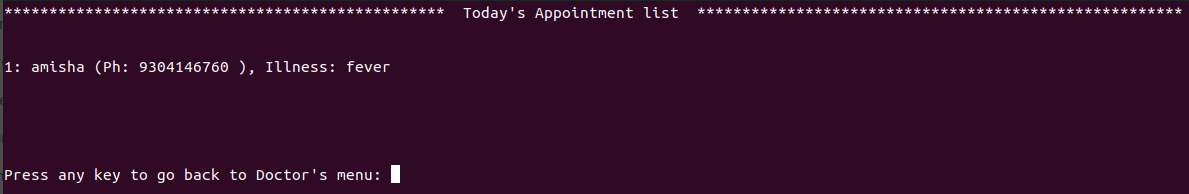 ************************************************* Today's Appointment list ******************************************************
1: amisha (Ph: 9304146760 ), Illness: fever
Press any key to go back to Doctor's menu: